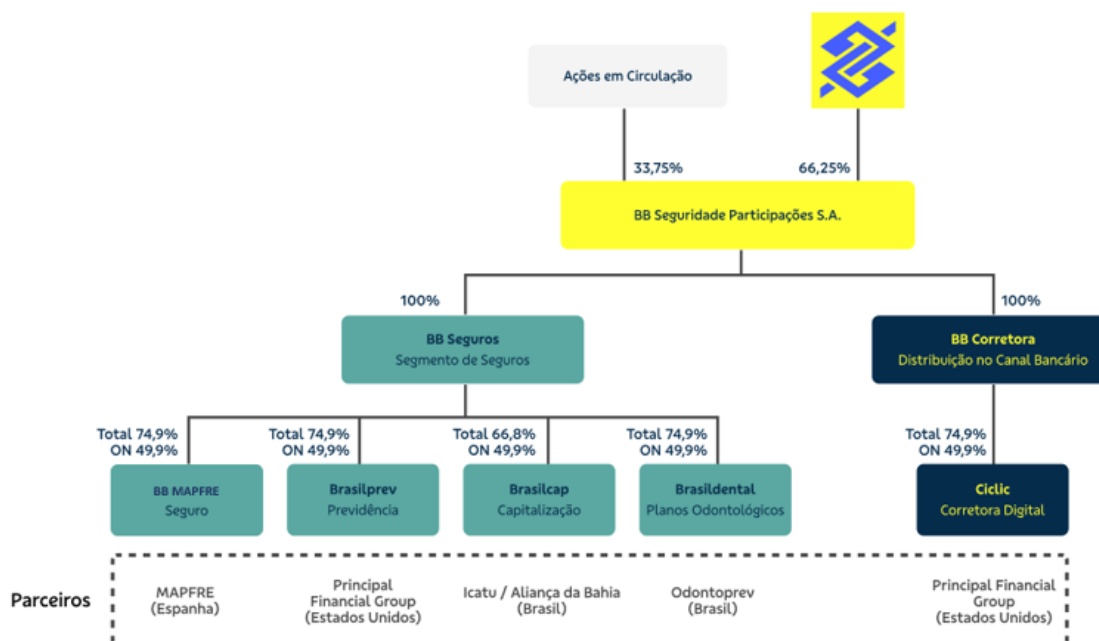 Ações em Circulação
33,75%
66,25%
BB Seguridade Participações S.A.
100%
100%
BB Seguros
Segmento de Seguros
BB Corretora
Distribuição no Canal Bancário
Total 74,9%
ON 49,9%
Total 74,9%
ON 49,9%
Total 66,8%
ON 49,9%
Total 74,9%
ON 49,9%
Total 74,9%
ON 49,9%
BB MAPFRE
Seguro
Brasilprev
Previdência
Brasilcap
Capitalização
Brasildental
Planos Odontológicos
Ciclic
Corretora Digital
Parceiros
MAPFRE
(Espanha)
Principal
Financial Group
(Estados Unidos)
Icatu / Aliança da Bahia
(Brasil)
Odontoprev
(Brasil)
Principal Financial
Group
(Estados Unidos)